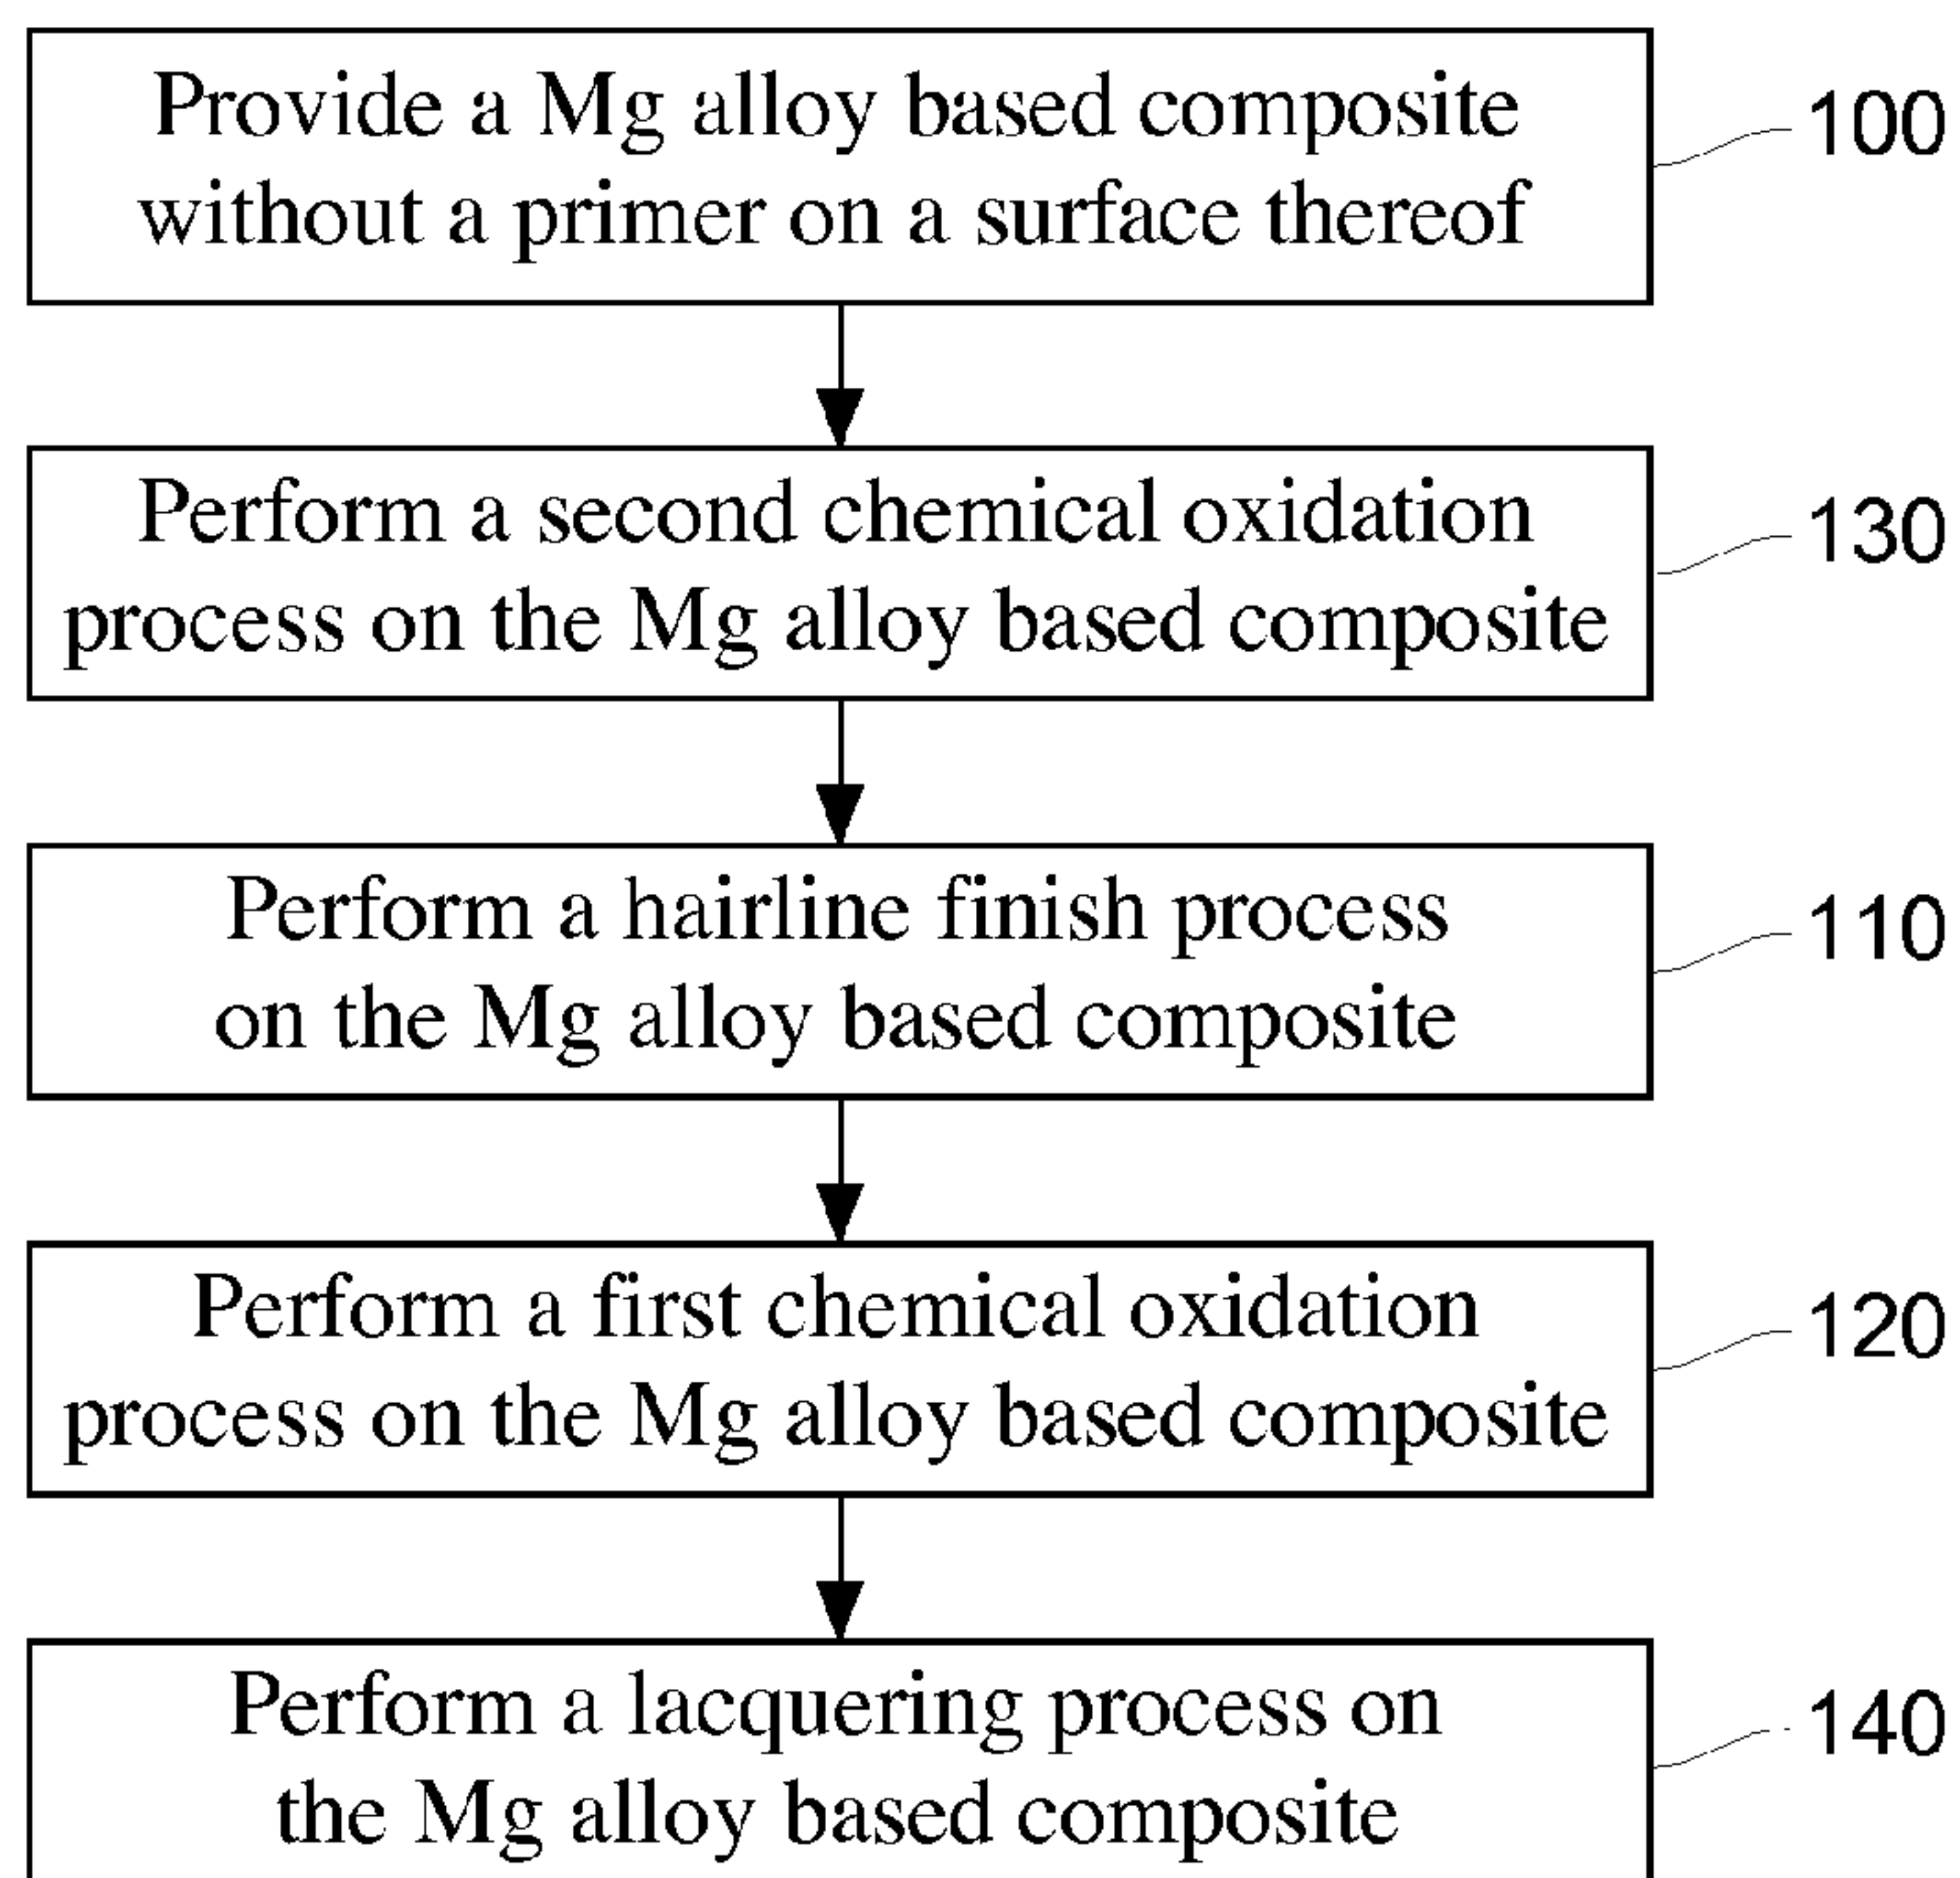 Provide a Mg alloy based composite
without a primer on a surface thereof
100
Perform a second chemical oxidation
process on the Mg alloy based composite
130
Perform a hairline finish process
on the Mg alloy based composite
110
Perform a first chemical oxidation
process on the Mg alloy based composite
120
Perform a lacquering process on
the Mg alloy based composite
140